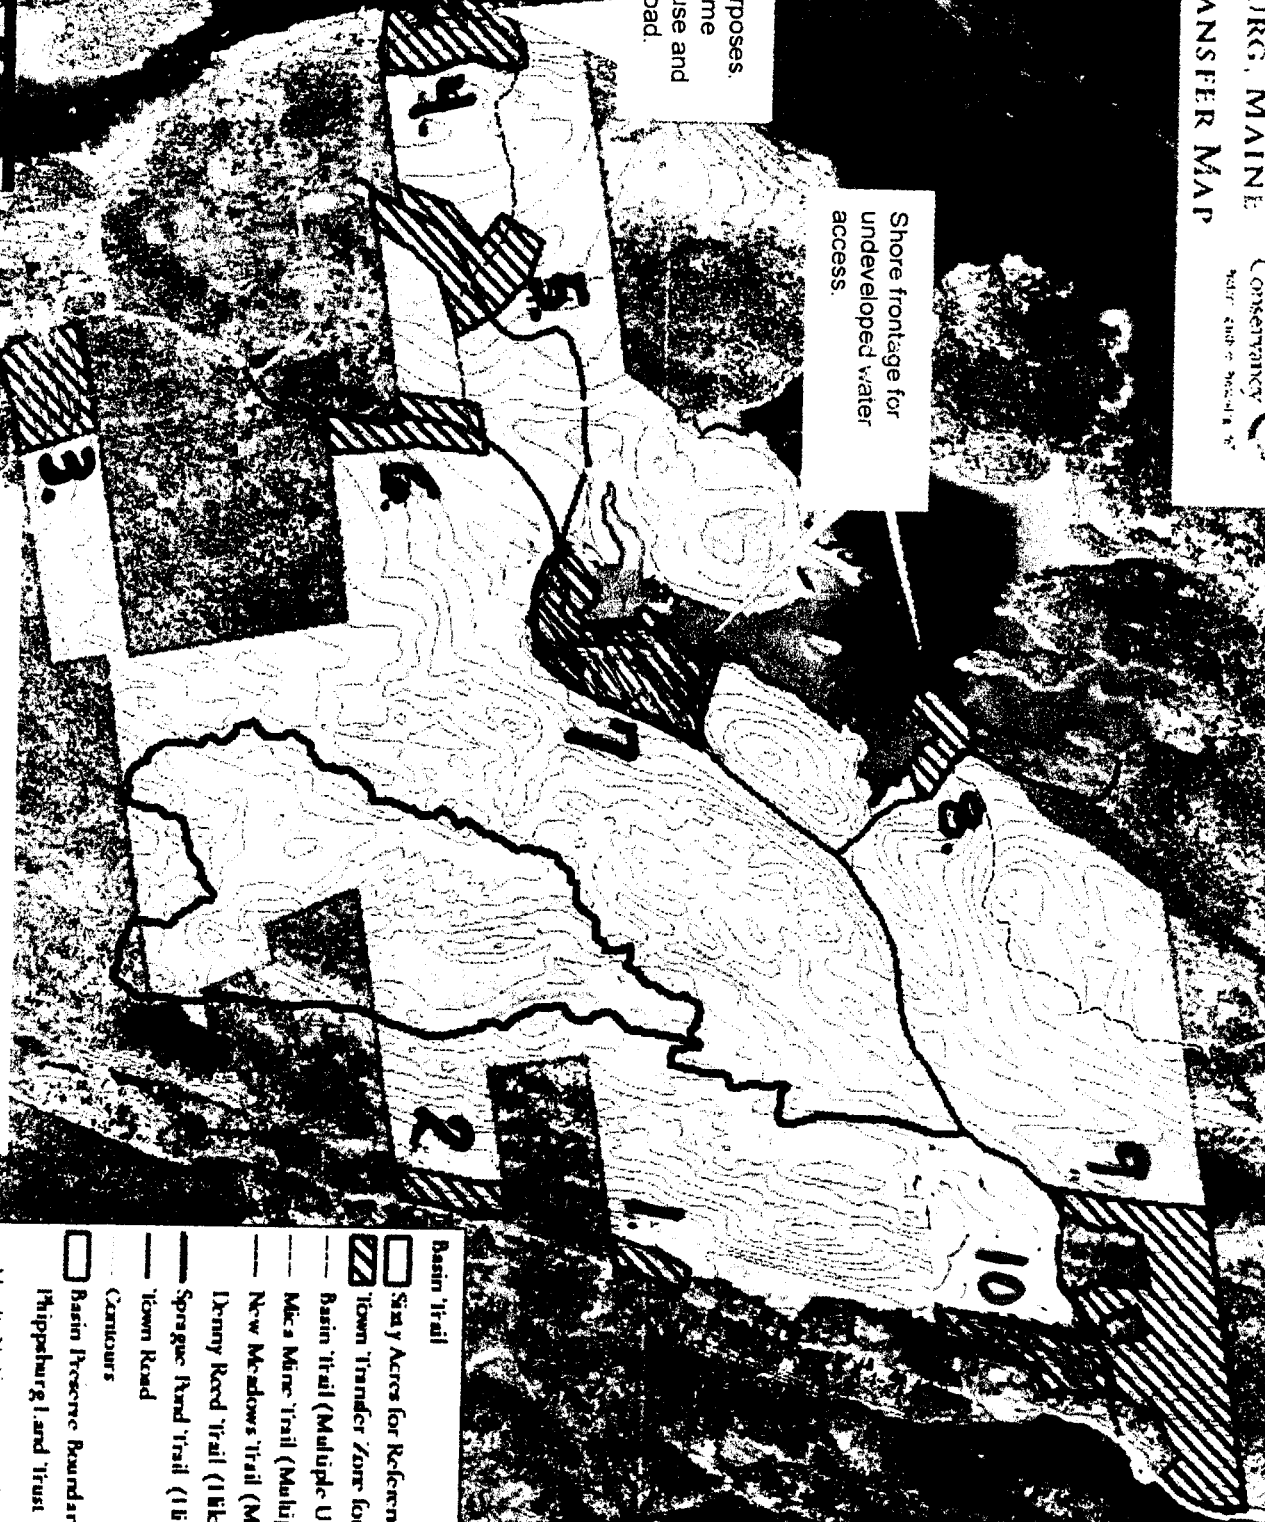 URG, MAINE
ANSFER MAP
Conservancy
rposes.
me
use and
oad.
Shore frontage for
undeveloped water
access.
4.
5.
3.
6.
7
8.
9
2
1.
10
Basin Trail
Sixty Acres for Referen
Town Transfer Zone for
Basin Trail (Multiple U
Mica Mine Trail (Multip
New Meadows Trail (M
Denny Reed Trail (Hik
Sprague Pond Trail (Hi
Town Road
Contours
Basin Preserve Boundar
Phippsburg Land Trust